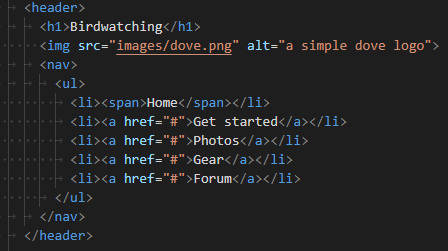 <header>
<h1>Birdwatching</h1>
<img src="images/dove.png" alt="a simple dove logo">
<nav>
<ul>
<li><span>Home</span></li>
<li><a href="#">Get started</a></li>
<li><a href="#">Photos</a></li>
<li><a href="#">Gear</a></li>
<li><a href="#">Forum</a></li>
</ul>
</nav>
</header>